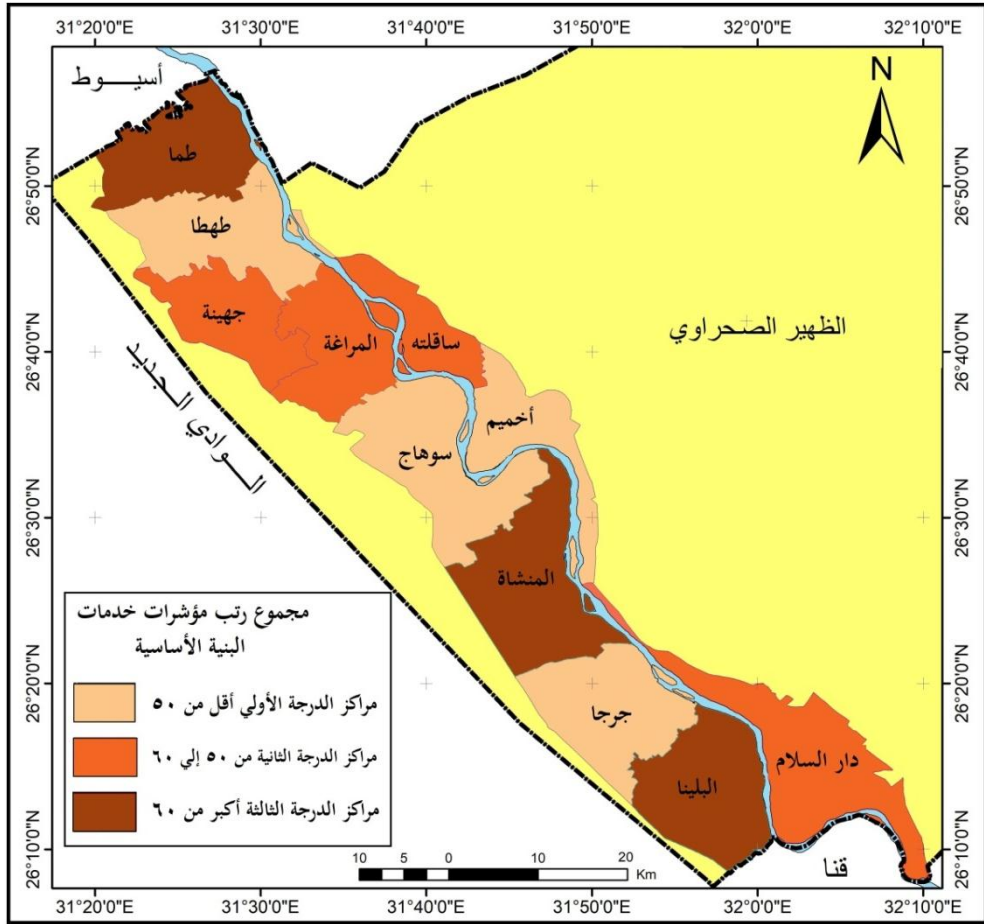 31°20'0"E 31°30'0"E 31°40'0"E 31°50'0"E 32°0'0"E 32°10'0"E
أسيـــوط
N
طما
26°50'0"N 26°50'0"N
طهطا
جهينة
المراغة
ساقلته
الظهير الصحراوي
26°40'0"N 26°40'0"N
الـــوادي الـــجديـد
أخميم
سوهاج
26°30'0"N 26°30'0"N
المنشاة
مجموع رتب مؤشرات خدمات
البنية الأساسية
مراكز الدرجة الأولي أقل من ٥٠
مراكز الدرجة الثانية من ٥٠ إلي ٦٠
مراكز الدرجة الثالثة أكبر من ٦٠
26°20'0"N 26°20'0"N
جرجا
دار السلام
البلينا
26°10'0"N 26°10'0"N
قنا
10 5 0 10 20
Km
31°20'0"E 31°30'0"E 31°40'0"E 31°50'0"E 32°0'0"E 32°10'0"E